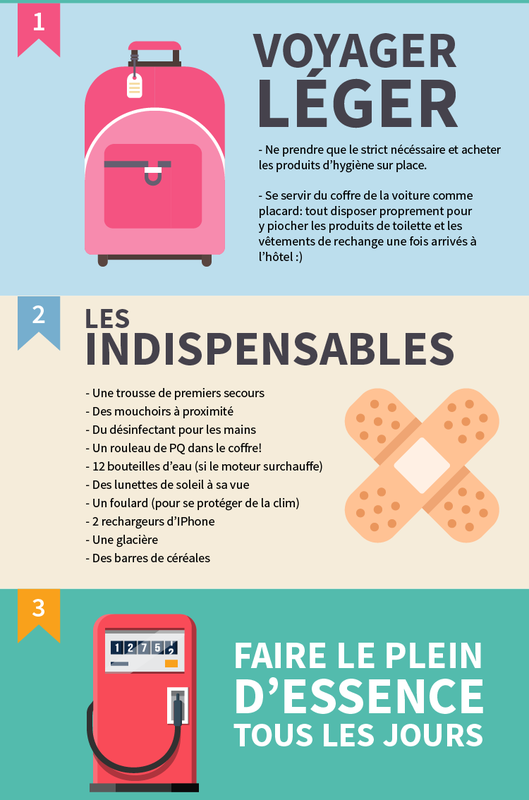 1
VOYAGER
LÉGER
- Ne prendre que le strict nécéssaire et acheter
les produits d'hygiène sur place.
- Se servir du coffre de la voiture comme
placard: tout disposer proprement pour
y piocher les produits de toilette et les
vêtements de rechange une fois arrivés à
l'hôtel :)
2
LES
INDISPENSABLES
- Une trousse de premiers secours
- Des mouchoirs à proximité
- Du désinfectant pour les mains
- Un rouleau de PQ dans le coffre!
- 12 bouteilles d'eau (si le moteur surchauffe)
- Des lunettes de soleil à sa vue
- Un foulard (pour se protéger de la clim)
- 2 rechargeurs d'IPhone
- Une glacière
- Des barres de céréales
3
1 2 7 5 2
FAIRE LE PLEIN
D'ESSENCE
TOUS LES JOURS